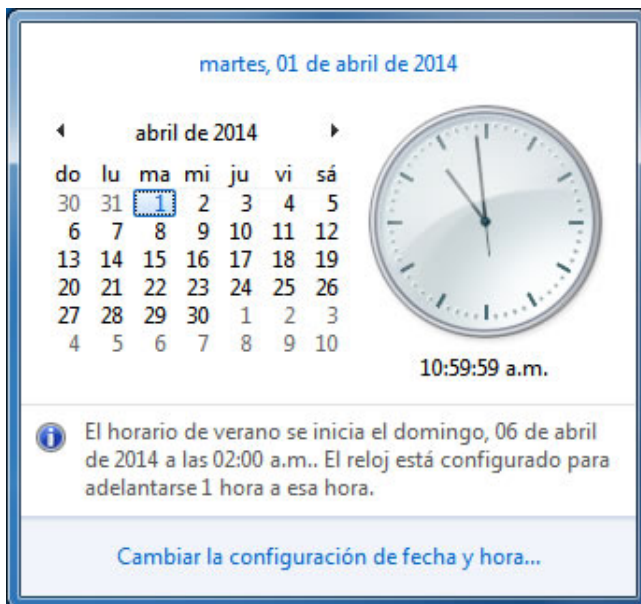 martes, 01 de abril de 2014
abril de 2014
do lu ma mi ju vi sá
30 31 1 2 3 4 5
6 7 8 9 10 11 12
13 14 15 16 17 18 19
20 21 22 23 24 25 26
27 28 29 30 1 2 3
4 5 6 7 8 9 10
10:59:59 a.m.
El horario de verano se inicia el domingo, 06 de abril
de 2014 a las 02:00 a.m.. El reloj está configurado para
adelantarse 1 hora a esa hora.
Cambiar la configuración de fecha y hora...